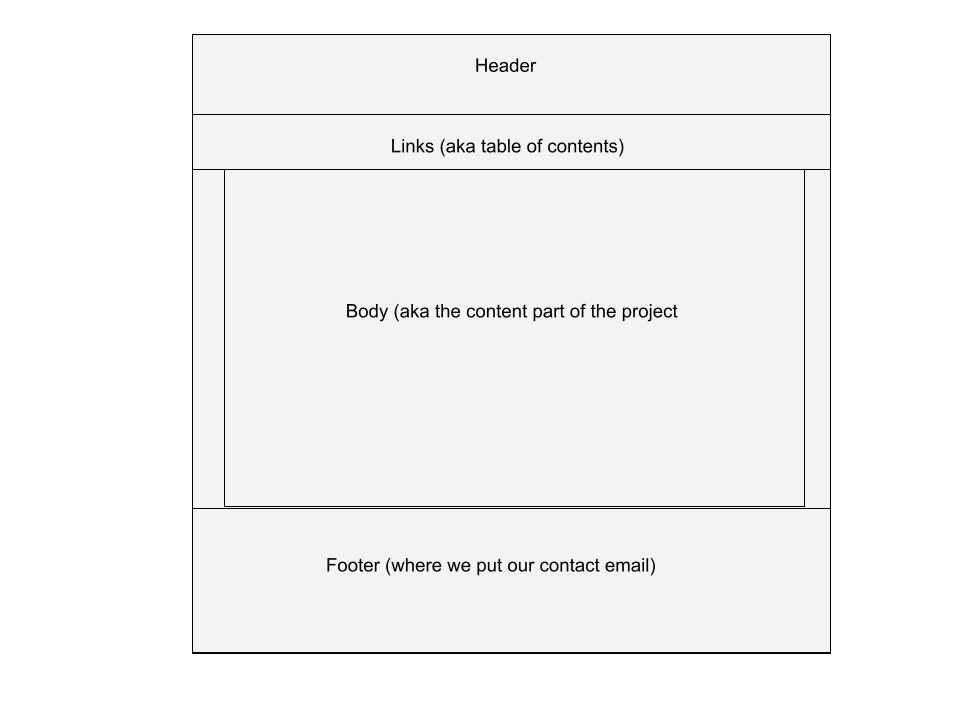 Header
Links (aka table of contents)
Body (aka the content part of the project
Footer (where we put our contact email)